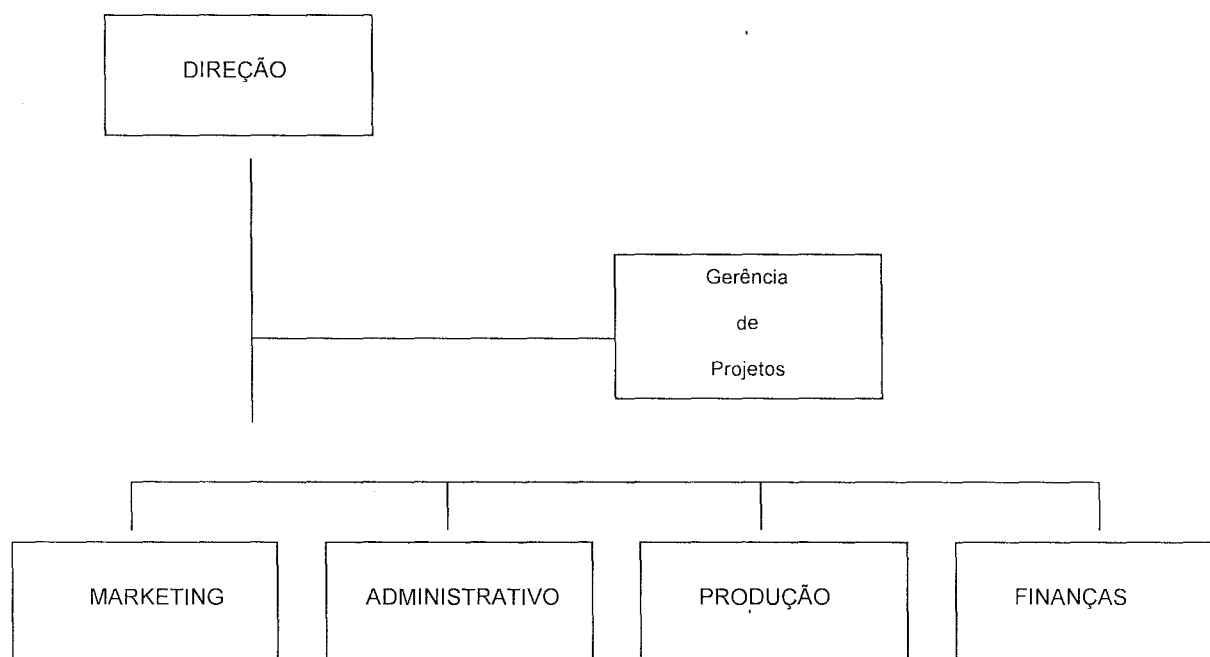 DIREÇÃO
Gerência
de
Projetos
MARKETING
ADMINISTRATIVO
PRODUÇÃO
FINANÇAS